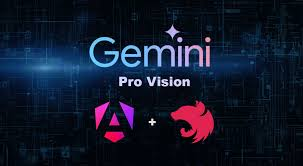 Gemini
Pro Vision
+